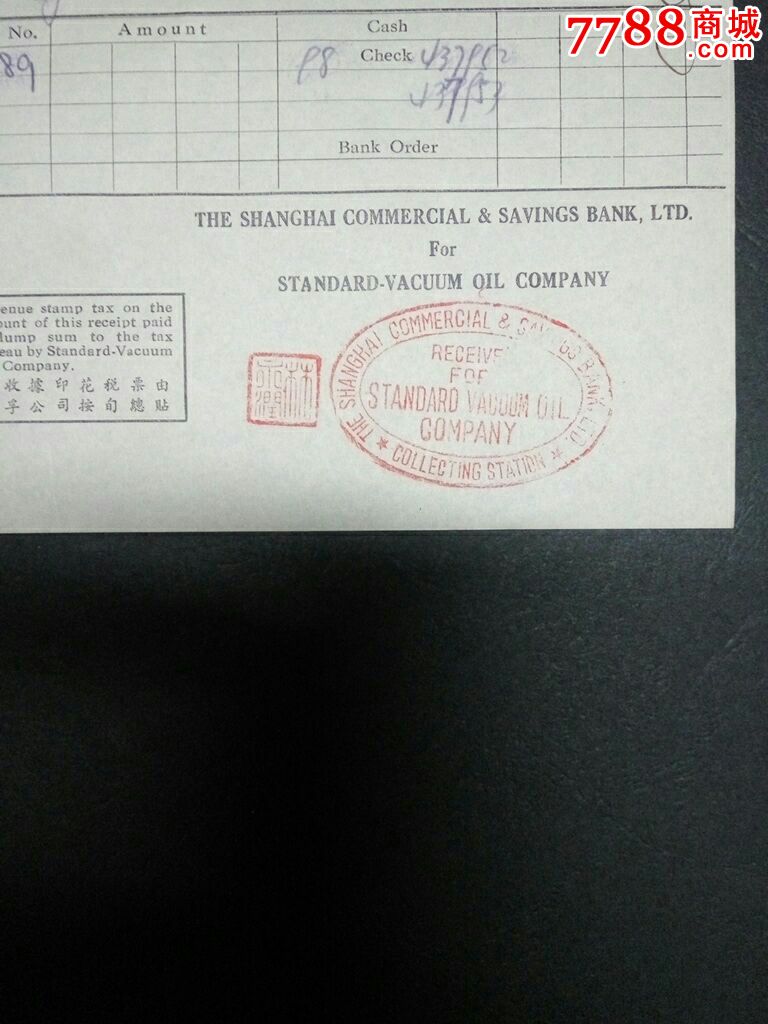 7788商城
.com
No. Amount Cash
89 P8 Check
Bank Order
THE SHANGHAI COMMERCIAL & SAVINGS BANK, LTD.
For
STANDARD-VACUUM OIL COMPANY
enue stamp tax on the
unt of this receipt paid
lump sum to the tax
eau by Standard-Vacuum
Company.
收據印花稅票由
孚公司按旬總貼
THE SHANGHAI COMMERCIAL & SAVINGS BANK, LTD.
RECEIVE
FOR
STANDARD VACUUM OIL
COMPANY
★ COLLECTING STATION ★